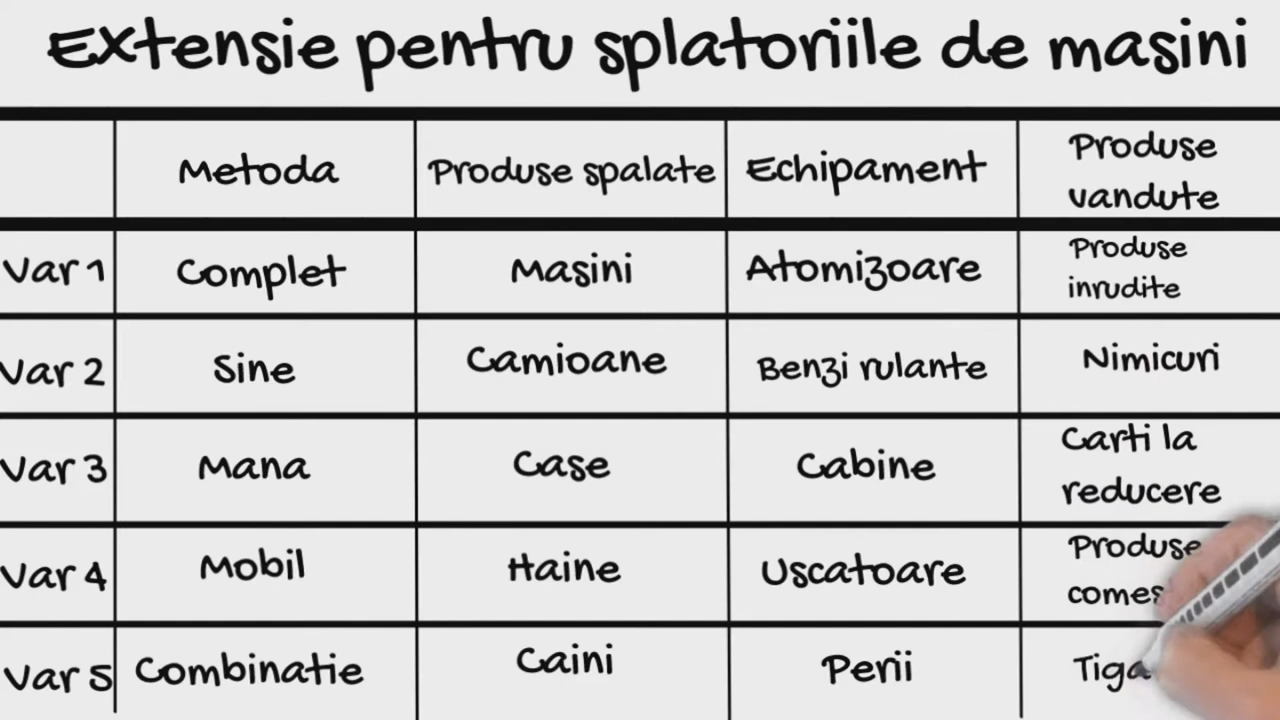 Extensie pentru splatoriile de masini
Metoda Produse spalate Echipament Produse vandute
Var 1 Complet Masini Atomizoare Produse inrudite
Var 2 Sine Camioane Benzi rulante Nimicuri
Var 3 Mana Case Cabine Carti la reducere
Var 4 Mobil Haine Uscatoare Produse
Var 5 Combinatie Caini Perii